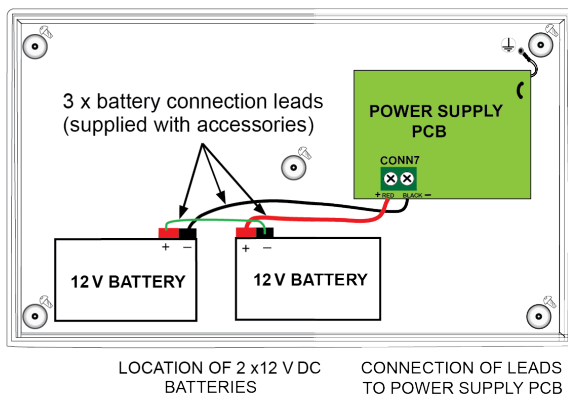 3 x battery connection leads
(supplied with accessories)
POWER SUPPLY
PCB
CONN7
+ RED BLACK −
+ −
+ −
12 V BATTERY
12 V BATTERY
LOCATION OF 2 x12 V DC
BATTERIES
CONNECTION OF LEADS
TO POWER SUPPLY PCB